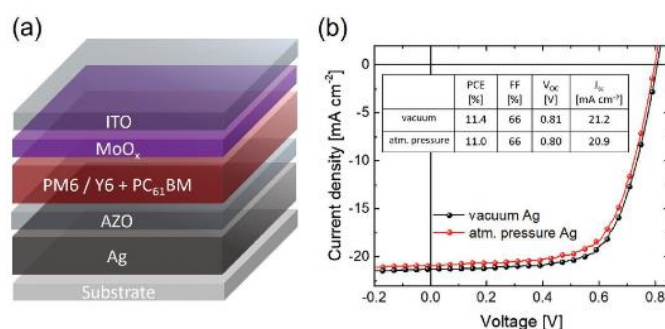 (a)
ITO
MoOₓ
PM6 / Y6 + PC₆₁BM
AZO
Ag
Substrate
(b)
Current density [mA cm⁻²]
0
-5
-10
-15
-20
-25
PCE [%] FF [%] VOC [V] Jsc [mA cm⁻²]
vacuum 11.4 66 0.81 21.2
atm. pressure 11.0 66 0.80 20.9
vacuum Ag
atm. pressure Ag
-0.2 0.0 0.2 0.4 0.6 0.8
Voltage [V]